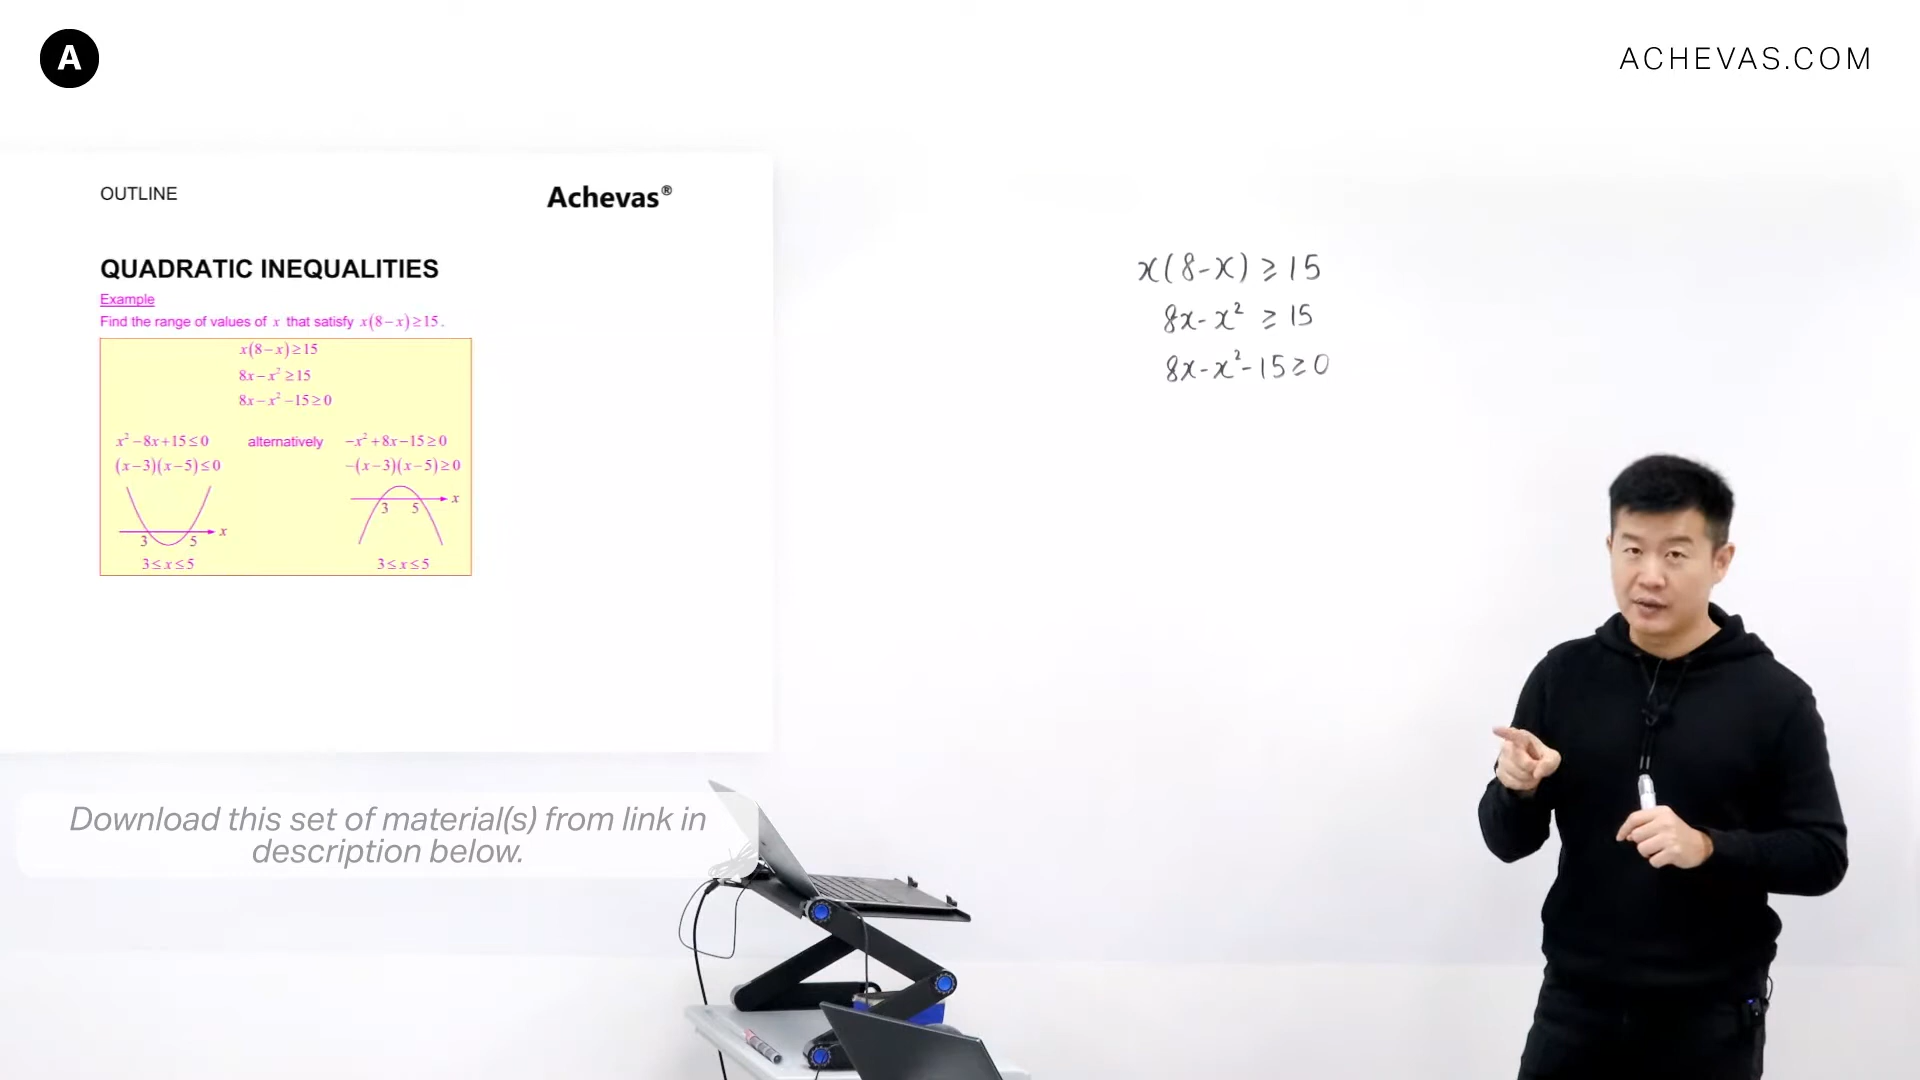 A
ACHEVAS.COM
OUTLINE
Achevas®
QUADRATIC INEQUALITIES
Example
Find the range of values of x that satisfy x(8−x)≥15.
x(8−x)≥15
8x−x²≥15
8x−x²−15≥0
x²−8x+15≤0 alternatively −x²+8x−15≥0
(x−3)(x−5)≤0 −(x−3)(x−5)≥0
3 5 x
3 5 x
3≤x≤5 3≤x≤5
x(8-x)≥15
8x-x² ≥15
8x-x²-15≥0
Download this set of material(s) from link in
description below.